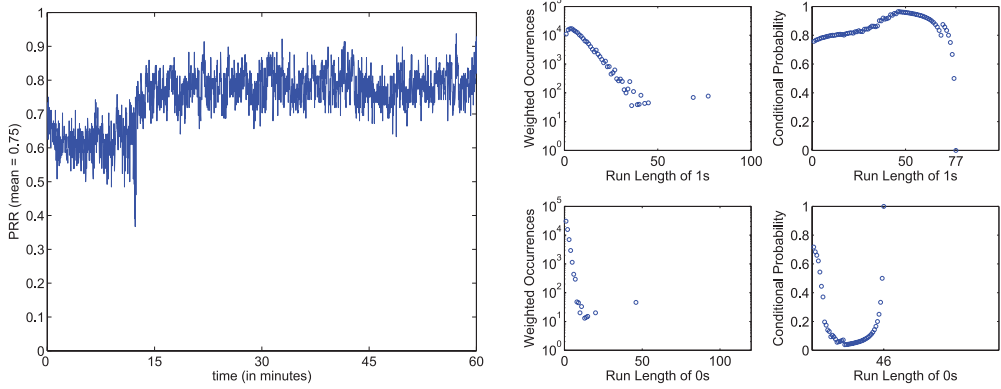 PRR (mean = 0.75)
1
0.9
0.8
0.7
0.6
0.5
0.4
0.3
0.2
0.1
0
0 15 30 45 60
time (in minutes)
Weighted Occurrences
10^5
10^4
10^3
10^2
10^1
10^0
0 50 100
Run Length of 1s
Conditional Probability
1
0.8
0.6
0.4
0.2
0
0 50 77
Run Length of 1s
Weighted Occurrences
10^5
10^4
10^3
10^2
10^1
10^0
0 50 100
Run Length of 0s
Conditional Probability
1
0.8
0.6
0.4
0.2
0
46
Run Length of 0s